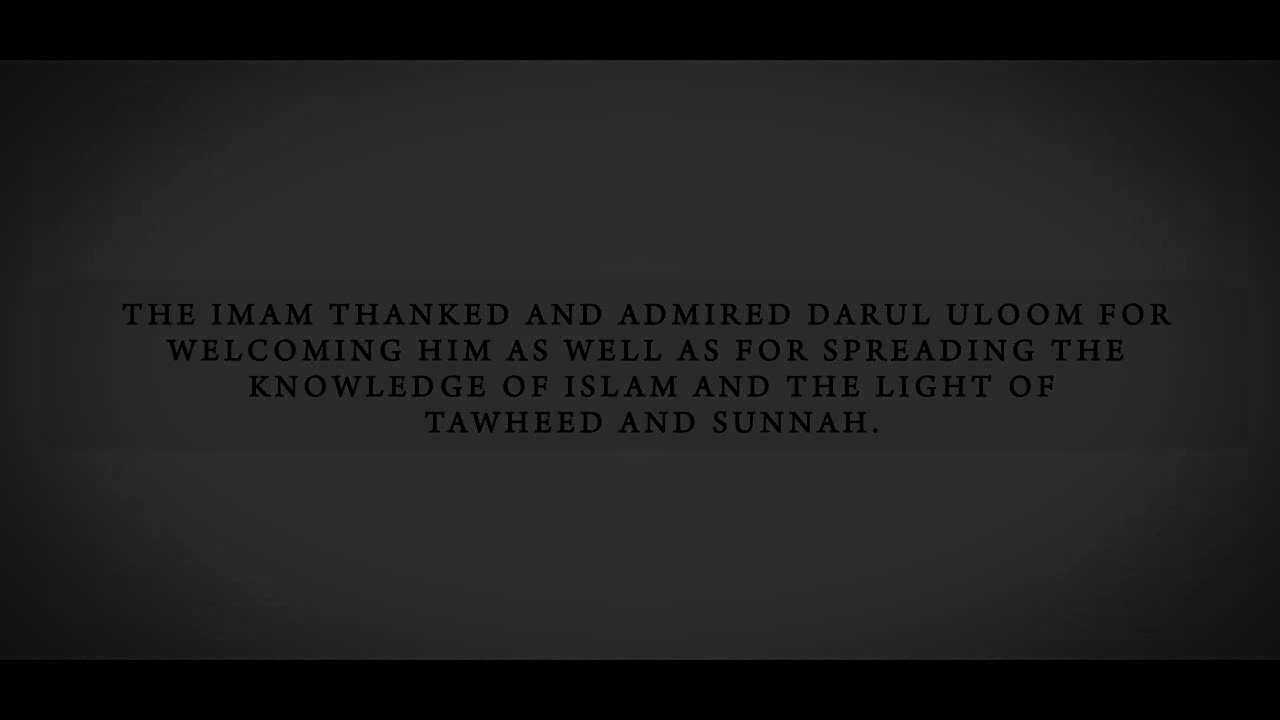 THE IMAM THANKED AND ADMIRED DARUL ULOOM FOR
WELCOMING HIM AS WELL AS FOR SPREADING THE
KNOWLEDGE OF ISLAM AND THE LIGHT OF
TAWHEED AND SUNNAH.